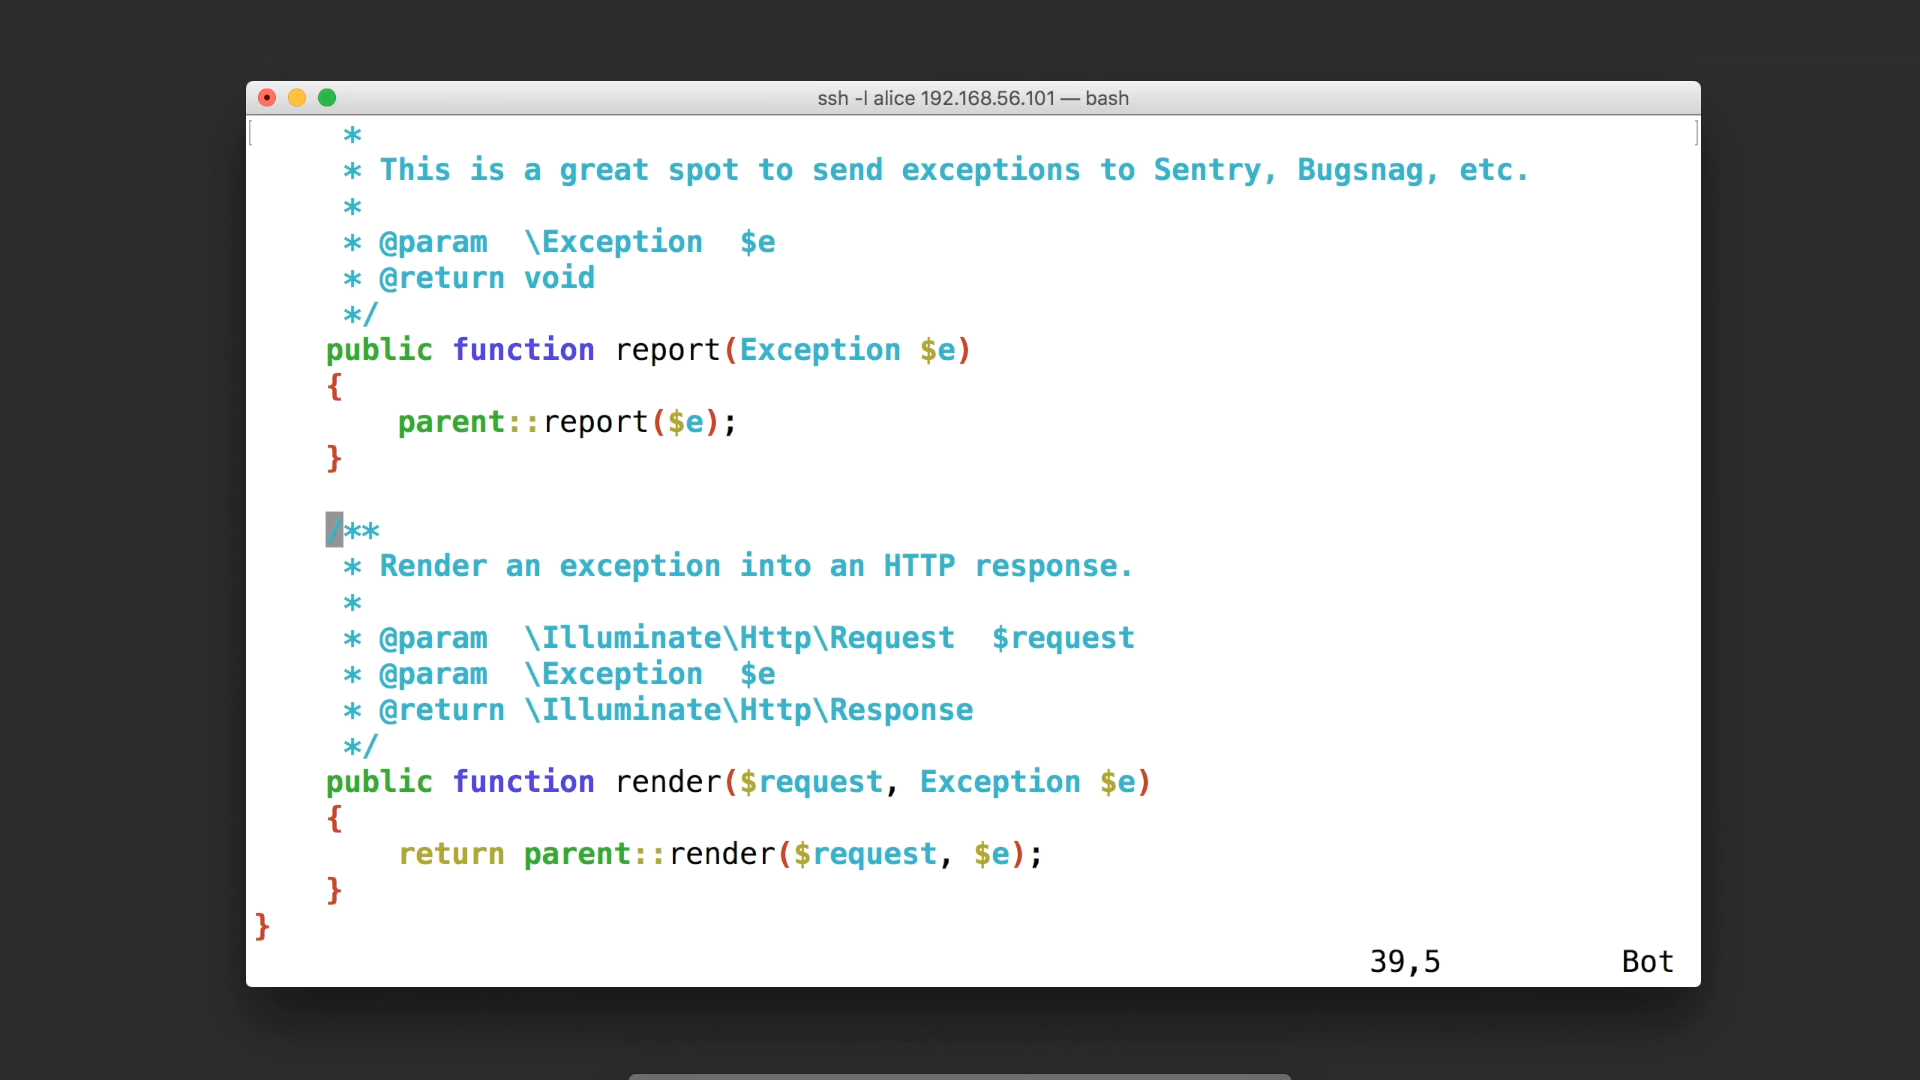 ssh -l alice 192.168.56.101 — bash
*
* This is a great spot to send exceptions to Sentry, Bugsnag, etc.
*
* @param  \Exception  $e
* @return void
*/
public function report(Exception $e)
{
parent::report($e);
}
/**
* Render an exception into an HTTP response.
*
* @param  \Illuminate\Http\Request  $request
* @param  \Exception  $e
* @return \Illuminate\Http\Response
*/
public function render($request, Exception $e)
{
return parent::render($request, $e);
}
}
39,5 Bot